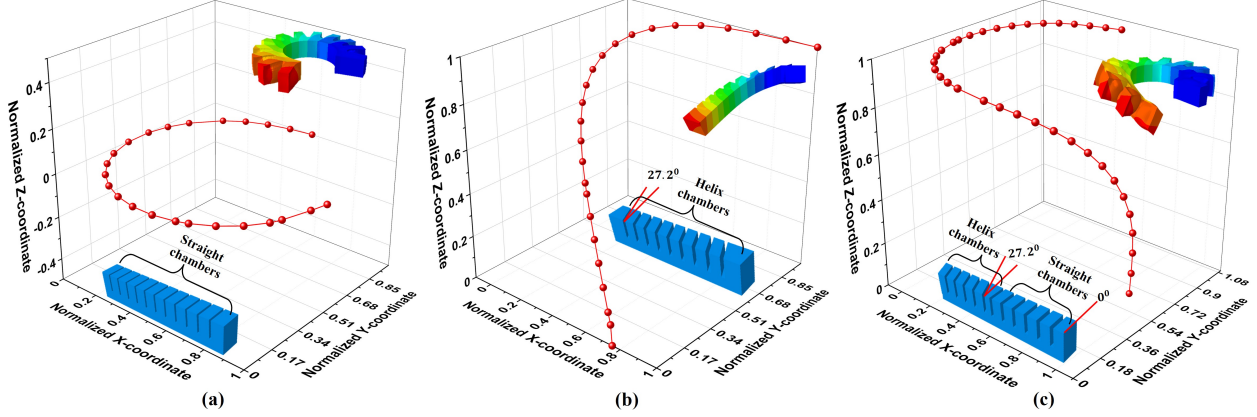 0.4
0.2
0
-0.2
-0.4
Normalized Z-coordinate
0
0.2
0.4
0.6
0.8
1
Normalized X-coordinate
0
0.17
0.34
0.51
0.68
0.85
Normalized Y-coordinate
Straight
chambers
(a)
1
0.8
0.6
0.4
0.2
0
Normalized Z-coordinate
0
0.2
0.4
0.6
0.8
1
Normalized X-coordinate
0
0.17
0.34
0.51
0.68
0.85
Normalized Y-coordinate
27.2⁰
Helix
chambers
(b)
1
0.8
0.6
0.4
0.2
0
Normalized Z-coordinate
0
0.2
0.4
0.6
0.8
1
Normalized X-coordinate
0
0.18
0.36
0.54
0.72
0.9
1.08
Normalized Y-coordinate
Helix
chambers
27.2⁰
Straight
chambers
0⁰
(c)